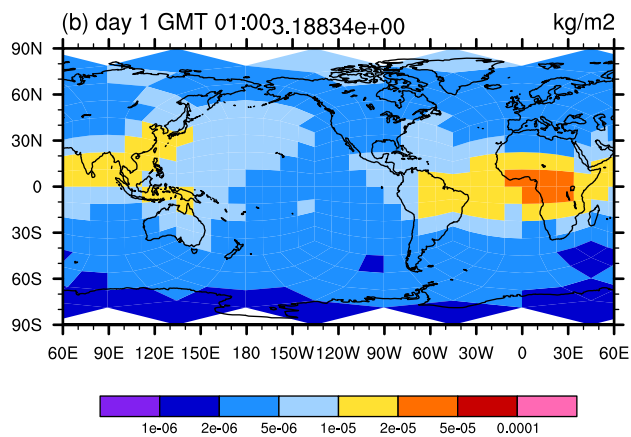 (b) day 1 GMT 01:00 3.18834e+00 kg/m2
90N
60N
30N
0
30S
60S
90S
60E 90E 120E 150E 180 150W 120W 90W 60W 30W 0 30E 60E
1e-06 2e-06 5e-06 1e-05 2e-05 5e-05 0.0001